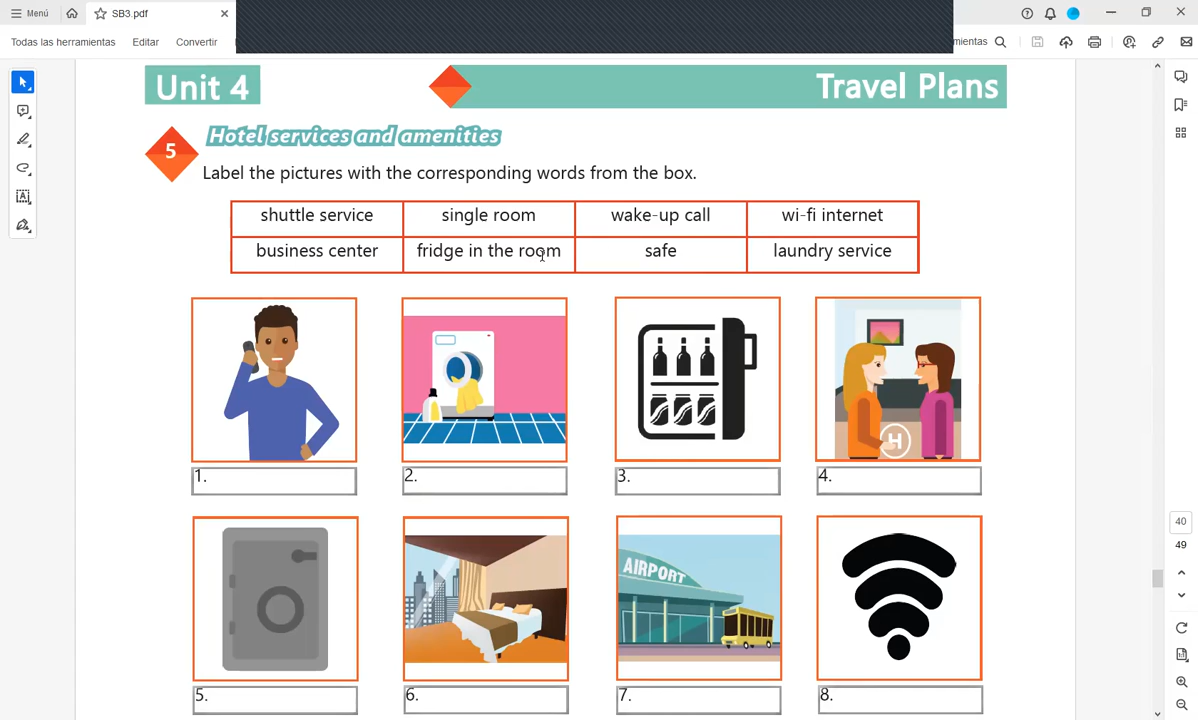 Menú
SB3.pdf
Todas las herramientas Editar Convertir mientas
Unit 4
Travel Plans
5
Hotel services and amenities
Label the pictures with the corresponding words from the box.
shuttle service single room wake-up call wi-fi internet
business center fridge in the room safe laundry service
H
1. 2. 3. 4.
AIRPORT
5. 6. 7. 8.
40
49